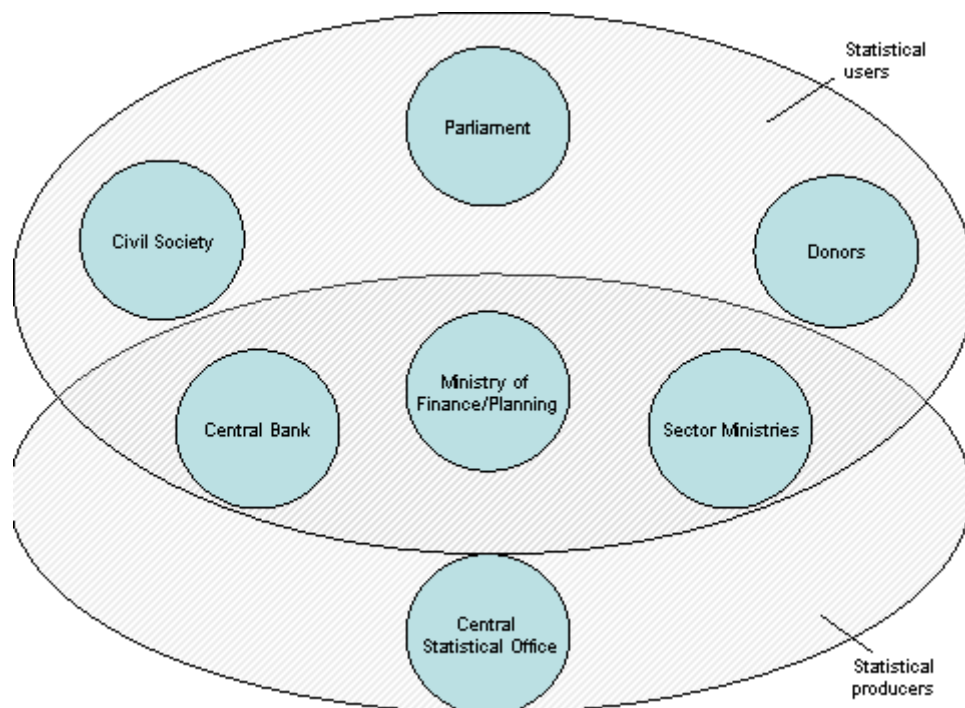 Statistical
users
Parliament
Civil Society
Donors
Ministry of
Finance/Planning
Central Bank
Sector Ministries
Central
Statistical Office
Statistical
producers